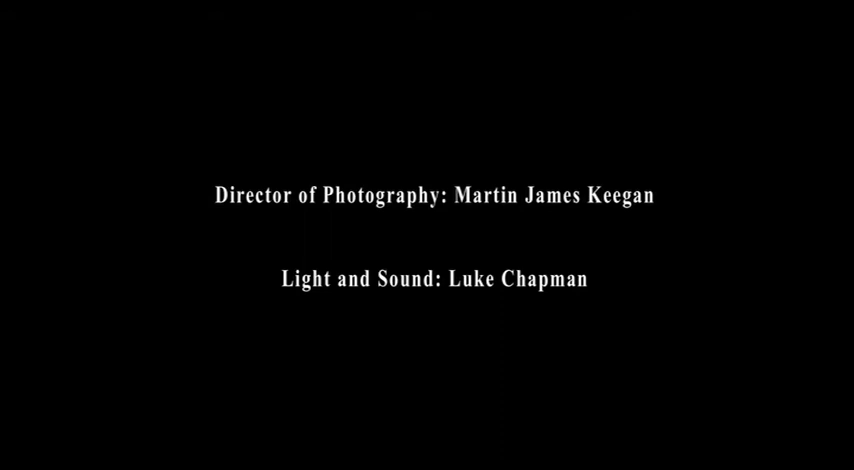 Director of Photography: Martin James Keegan
Light and Sound: Luke Chapman